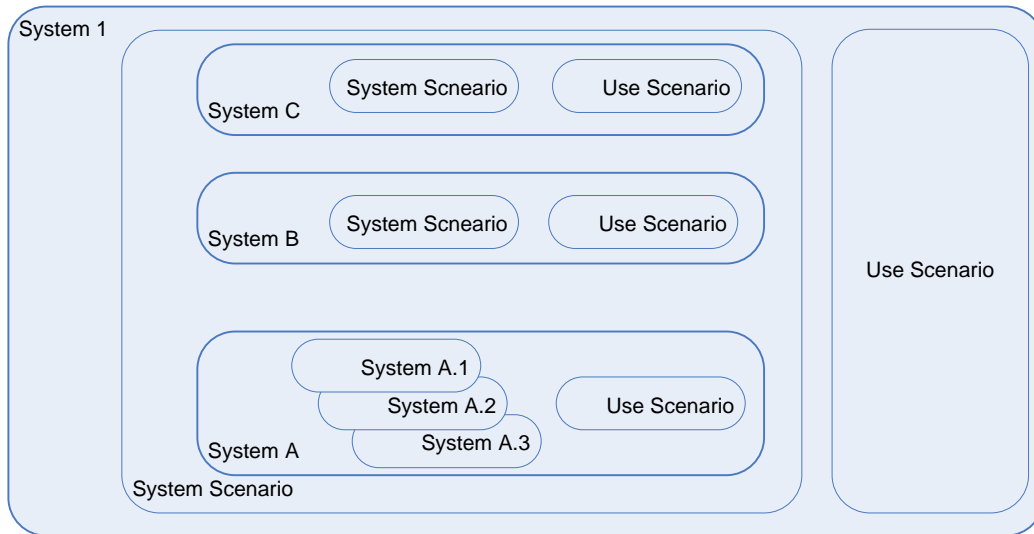 System 1
System Scneario
Use Scenario
System C
System Scneario
Use Scenario
System B
Use Scenario
System A.1
System A.2
Use Scenario
System A.3
System A
System Scenario